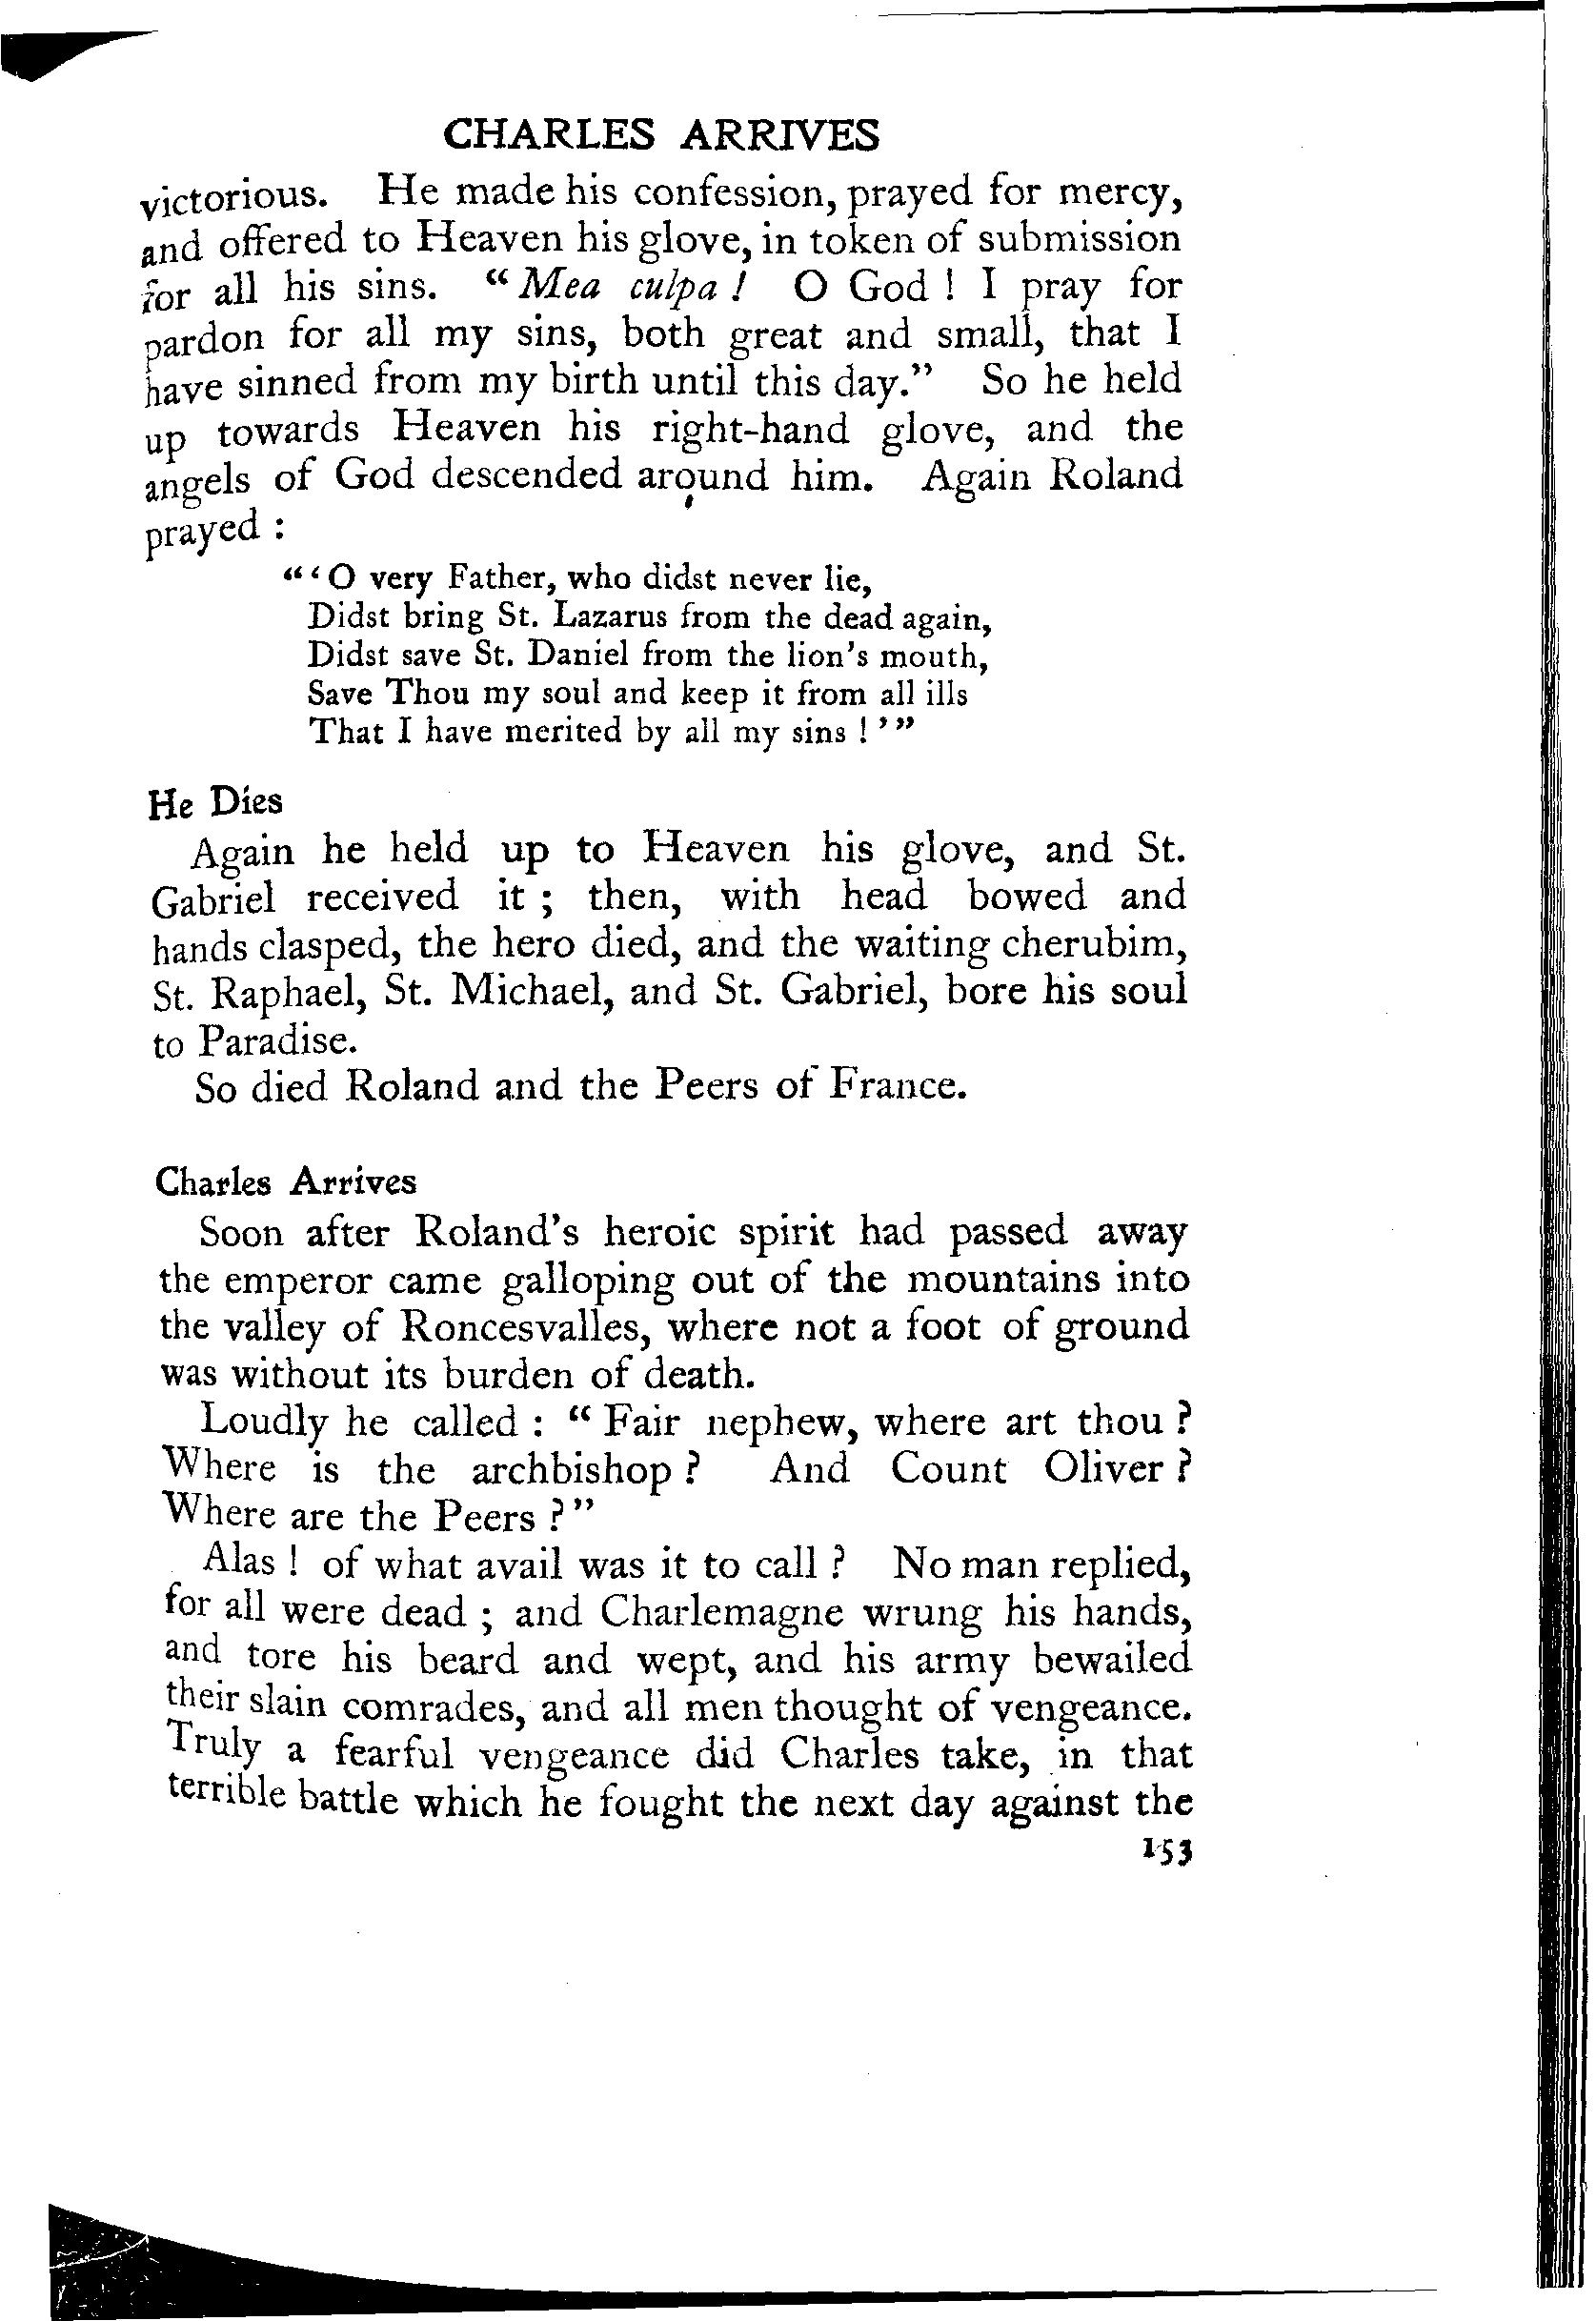 CHARLES ARRIVES
victorious. He made his confession, prayed for mercy,
and offered to Heaven his glove, in token of submission
for all his sins. “Mea culpa ! O God ! I pray for
pardon for all my sins, both great and small, that I
have sinned from my birth until this day.” So he held
up towards Heaven his right-hand glove, and the
angels of God descended around him. Again Roland
prayed :
“‘O very Father, who didst never lie,
Didst bring St. Lazarus from the dead again,
Didst save St. Daniel from the lion's mouth,
Save Thou my soul and keep it from all ills
That I have merited by all my sins !’”
He Dies
Again he held up to Heaven his glove, and St.
Gabriel received it ; then, with head bowed and
hands clasped, the hero died, and the waiting cherubim,
St. Raphael, St. Michael, and St. Gabriel, bore his soul
to Paradise.
So died Roland and the Peers of France.
Charles Arrives
Soon after Roland's heroic spirit had passed away
the emperor came galloping out of the mountains into
the valley of Roncesvalles, where not a foot of ground
was without its burden of death.
Loudly he called : “Fair nephew, where art thou ?
Where is the archbishop ? And Count Oliver ?
Where are the Peers ?”
Alas ! of what avail was it to call ? No man replied,
for all were dead ; and Charlemagne wrung his hands,
and tore his beard and wept, and his army bewailed
their slain comrades, and all men thought of vengeance.
Truly a fearful vengeance did Charles take, in that
terrible battle which he fought the next day against the
153